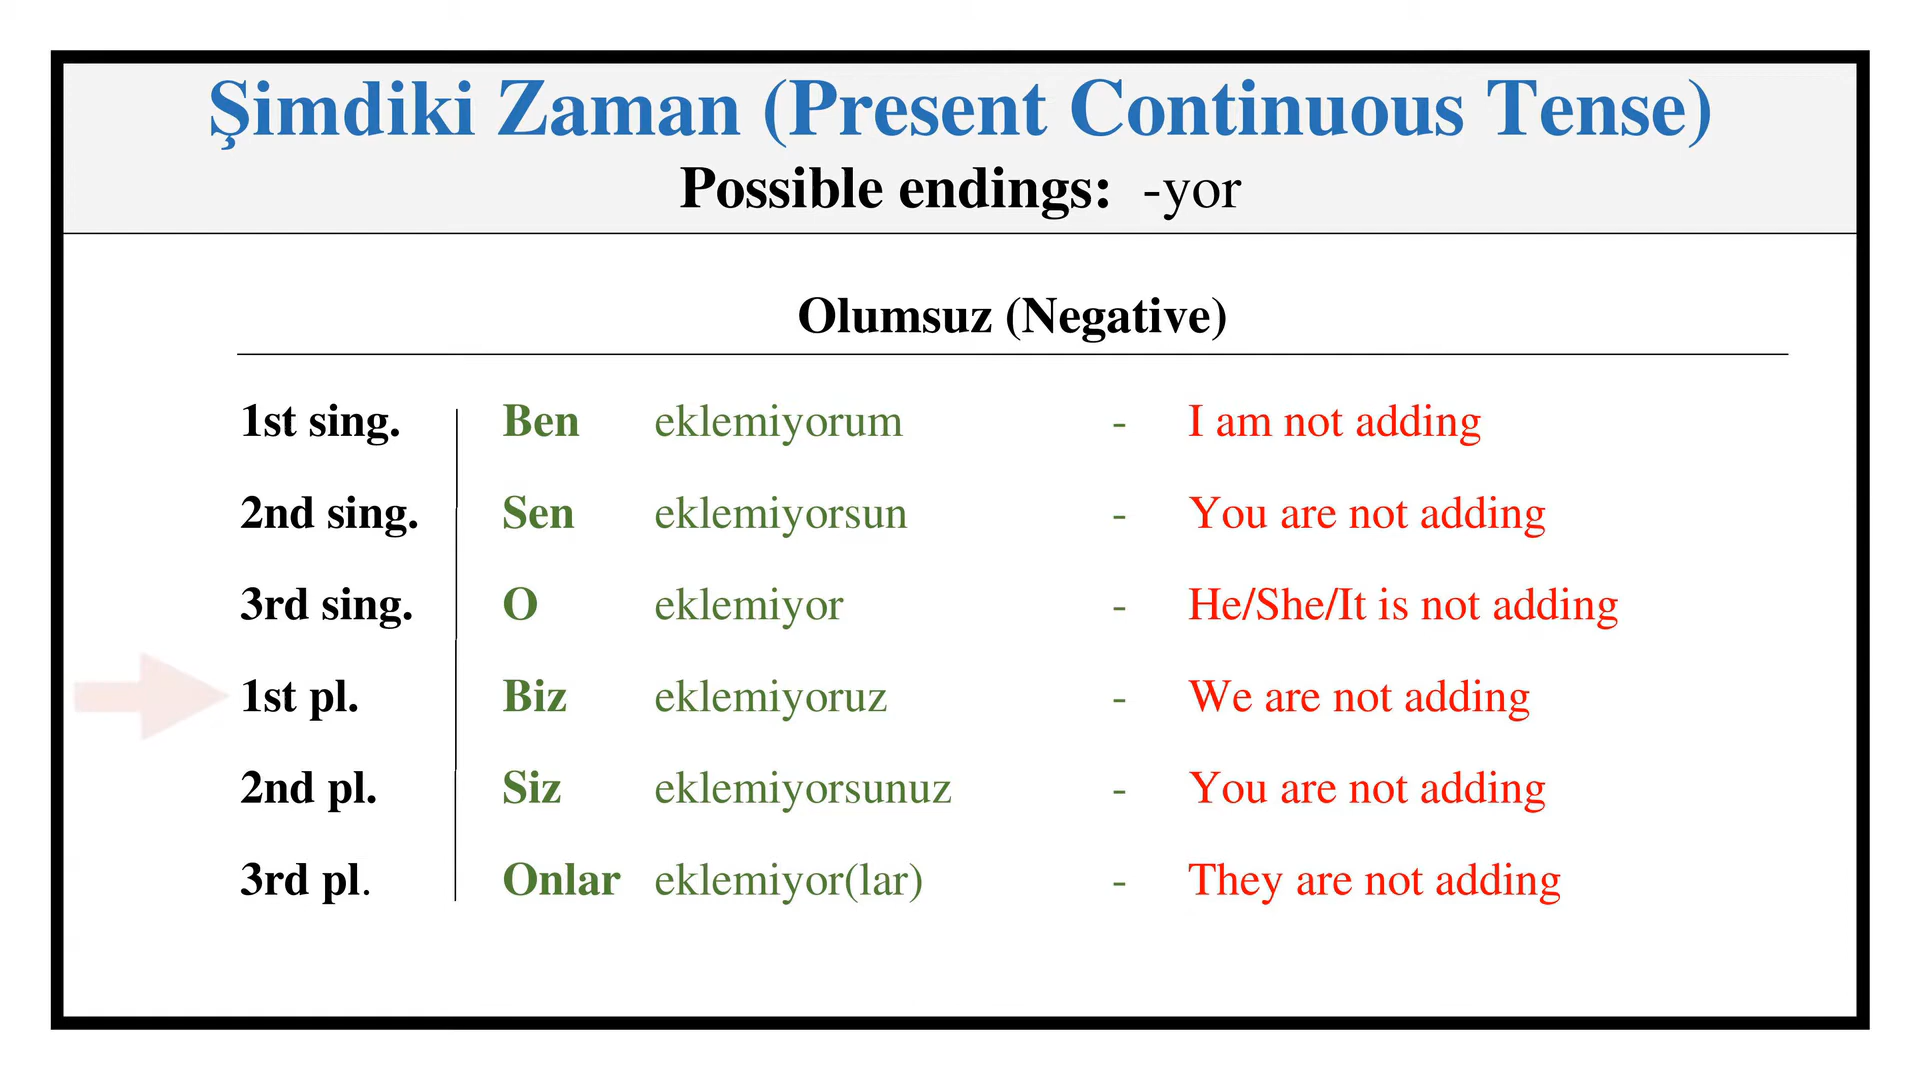 Şimdiki Zaman (Present Continuous Tense)
Possible endings: -yor
Olumsuz (Negative)
1st sing. Ben eklemiyorum - I am not adding
2nd sing. Sen eklemiyorsun - You are not adding
3rd sing. O eklemiyor - He/She/It is not adding
1st pl. Biz eklemiyoruz - We are not adding
2nd pl. Siz eklemiyorsunuz - You are not adding
3rd pl. Onlar eklemiyor(lar) - They are not adding